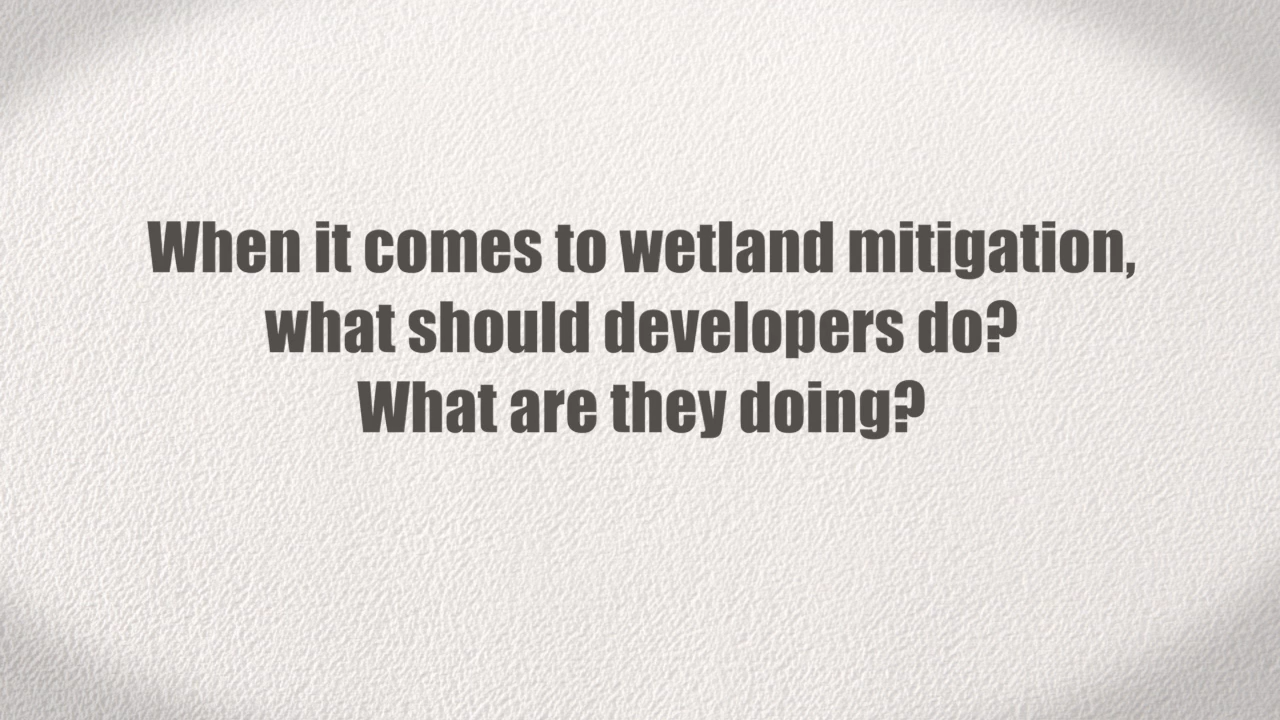 When it comes to wetland mitigation,
what should developers do?
What are they doing?